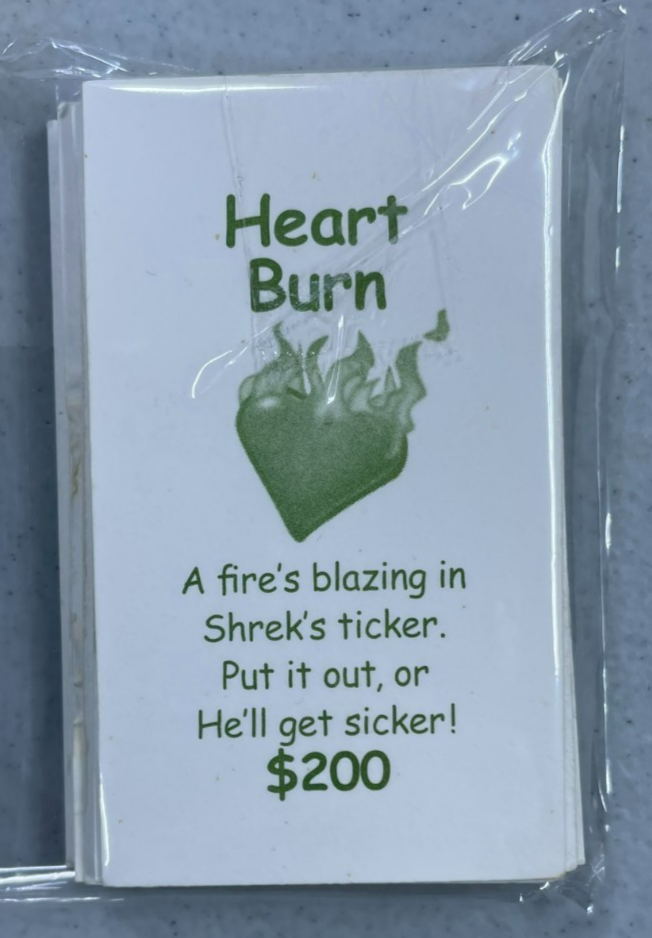 Heart
Burn
A fire's blazing in
Shrek's ticker.
Put it out, or
He'll get sicker!
$200